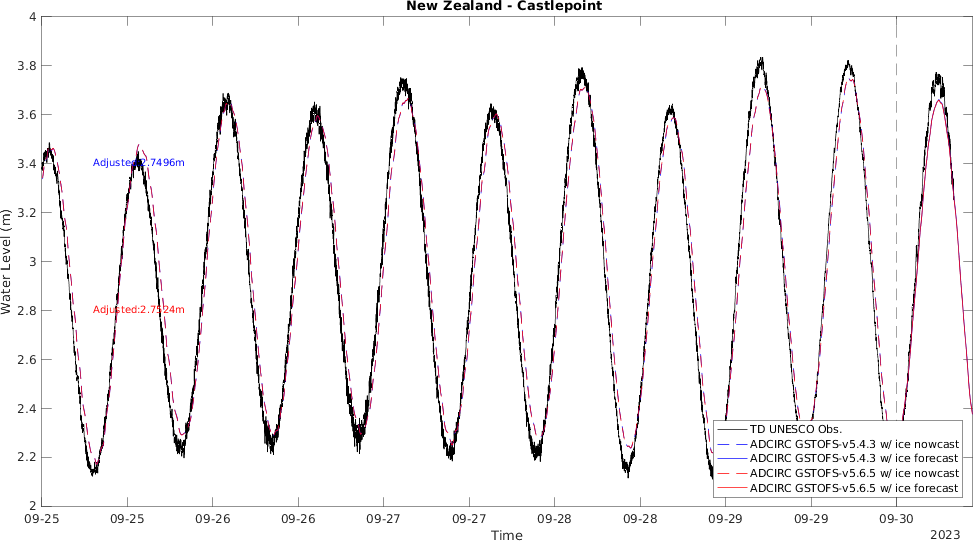 New Zealand - Castlepoint
Water Level (m)
4
3.8
3.6
3.4
3.2
3
2.8
2.6
2.4
2.2
2
Adjusted:2.7496m
Adjusted:2.7524m
TD UNESCO Obs.
ADCIRC GSTOFS-v5.4.3 w/ ice nowcast
ADCIRC GSTOFS-v5.4.3 w/ ice forecast
ADCIRC GSTOFS-v5.6.5 w/ ice nowcast
ADCIRC GSTOFS-v5.6.5 w/ ice forecast
09-25 09-25 09-26 09-26 09-27 09-27 09-28 09-28 09-29 09-29 09-30
Time
2023